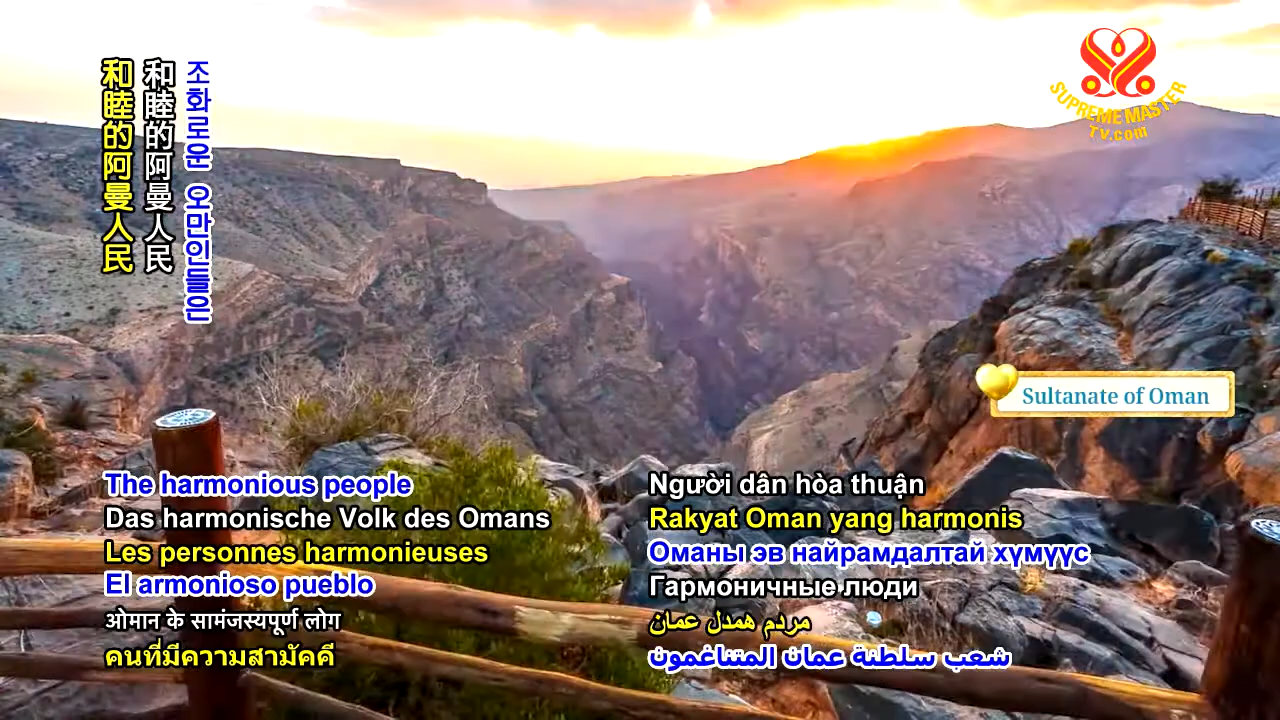 和睦的阿曼人民
和睦的阿曼人民
조화로운 오만인들은
SUPREME MASTER
TV.com
Sultanate of Oman
The harmonious people
Das harmonische Volk des Omans
Les personnes harmonieuses
El armonioso pueblo
ओमान के सामंजस्यपूर्ण लोग
คนที่มีความสามัคคี
Người dân hòa thuận
Rakyat Oman yang harmonis
Оманы эв найрамдалтай хүмүүс
Гармоничные люди
مردم همدل عمان
شعب سلطنة عمان المتناغمون